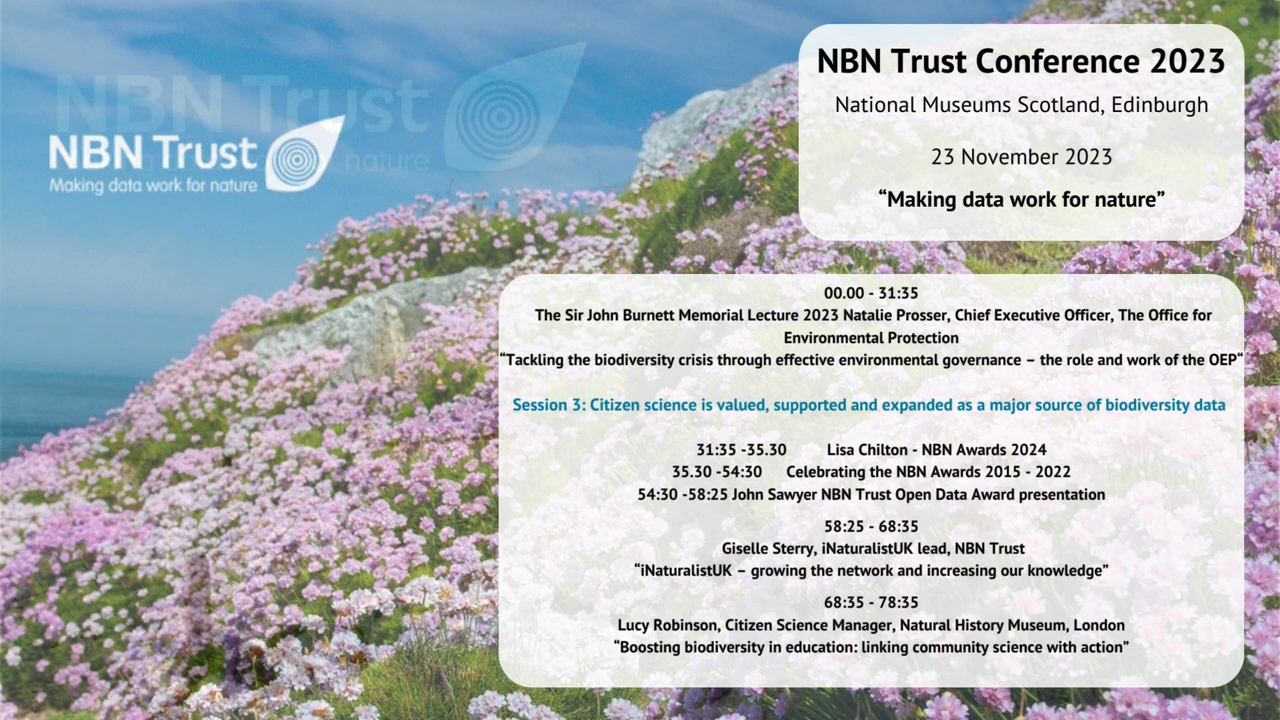 NBN Trust
nature
NBN Trust
Making data work for nature
NBN Trust Conference 2023
National Museums Scotland, Edinburgh
23 November 2023
“Making data work for nature”
00.00 - 31:35
The Sir John Burnett Memorial Lecture 2023 Natalie Prosser, Chief Executive Officer, The Office for
Environmental Protection
“Tackling the biodiversity crisis through effective environmental governance – the role and work of the OEP“
Session 3: Citizen science is valued, supported and expanded as a major source of biodiversity data
31:35 -35.30 Lisa Chilton - NBN Awards 2024
35.30 -54:30 Celebrating the NBN Awards 2015 - 2022
54:30 -58:25 John Sawyer NBN Trust Open Data Award presentation
58:25 - 68:35
Giselle Sterry, iNaturalistUK lead, NBN Trust
“iNaturalistUK – growing the network and increasing our knowledge”
68:35 - 78:35
Lucy Robinson, Citizen Science Manager, Natural History Museum, London
“Boosting biodiversity in education: linking community science with action”